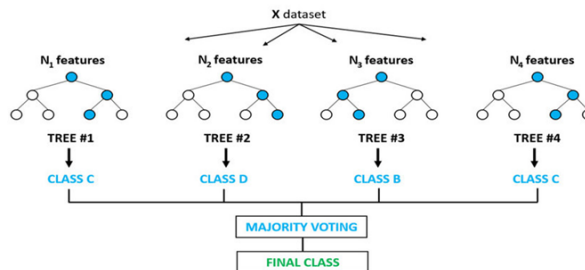 X dataset
N₁ features N₂ features N₃ features N₄ features
TREE #1 TREE #2 TREE #3 TREE #4
CLASS C CLASS D CLASS B CLASS C
MAJORITY VOTING
FINAL CLASS